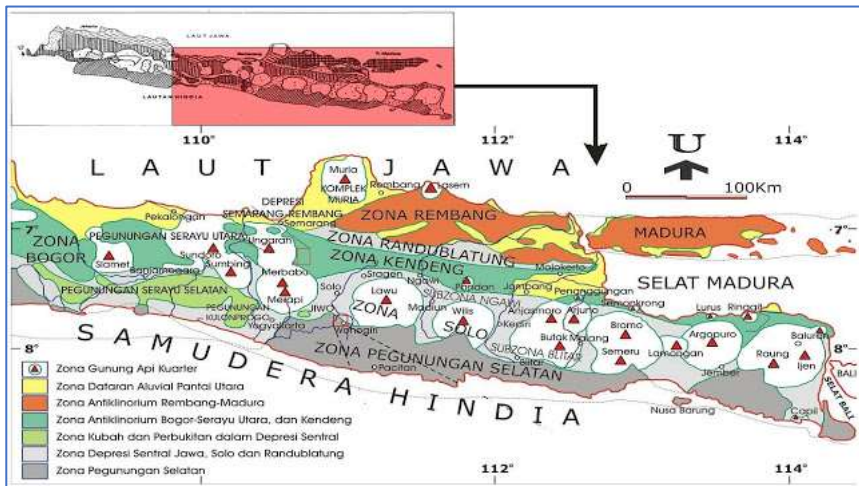 LAUT JAWA
LAUTAN HINDIA
110°
112°
114°
U
0 100Km
L A U T J A W A
Muria
KOMPLEK
MURIA
Rembang
Lasem
DEPRESI
SEMARANG-REMBANG
Semarang
Pekalongan
ZONA REMBANG
MADURA
7°
7°
ZONA
BOGOR
PEGUNUNGAN SERAYU UTARA
Ungaran
ZONA RANDUBLATUNG
ZONA KENDENG
SELAT MADURA
Slamet
Sundoro
Sumbing
Banjarnegara
Merbabu
Merapi
Sragen
Ngawi
Mojokerto
Jombang
Pandan
Penanggungan
Semongkrong
Lurus
Ringgit
PEGUNUNGAN SERAYU SELATAN
Solo
Lawu
ZONA
Madiun
SUBZONA NGAWI
Wilis
SOLO
Kediri
Anjasmoro
Arjuno
Bromo
Argopuro
Baluran
PEGUNUNGAN
KULONPROGO
Yogyakarta
JIWO
Wonogiri
Butak
Malang
SUBZONA BLITAR
Blitar
Semeru
Lamongan
Raung
Ijen
8°
8°
ZONA PEGUNUNGAN SELATAN
Pacitan
Jember
BALI
SELAT BALI
Nusa Barung
Capil
S A M U D E R A H I N D I A
Zona Gunung Api Kuarter
Zona Dataran Aluvial Pantai Utara
Zona Antiklinorium Rembang-Madura
Zona Antiklinorium Bogor-Serayu Utara, dan Kendeng
Zona Kubah dan Perbukitan dalam Depresi Sentral
Zona Depresi Sentral Jawa, Solo dan Randublatung
Zona Pegunungan Selatan
110°
112°
114°